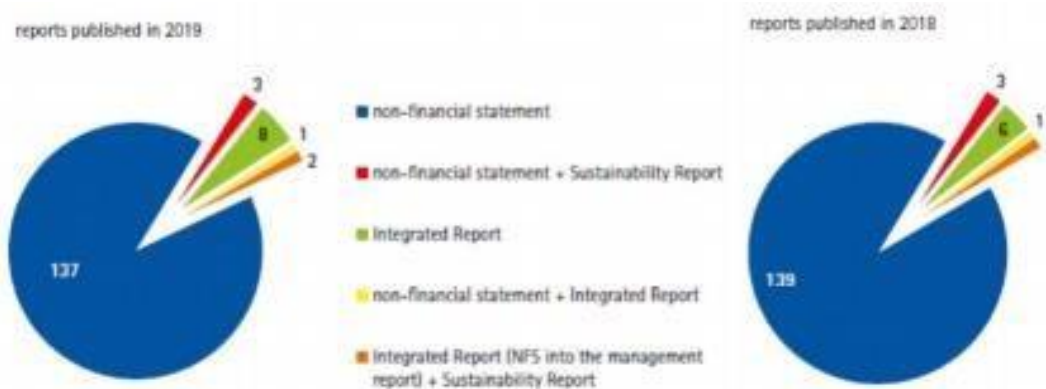 reports published in 2019
3
8
1
2
137
non-financial statement
non-financial statement + Sustainability Report
Integrated Report
non-financial statement + Integrated Report
Integrated Report (NFS into the management
report) + Sustainability Report
reports published in 2018
3
6
1
139